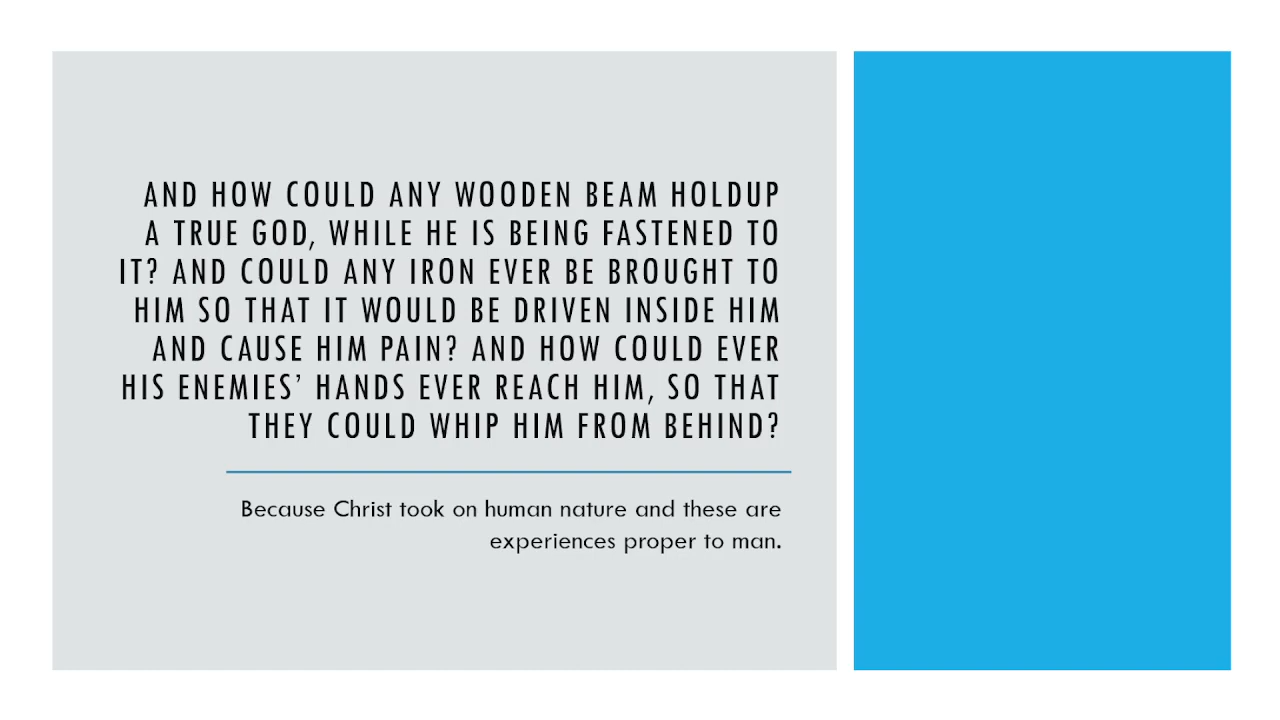 AND HOW COULD ANY WOODEN BEAM HOLDUP
A TRUE GOD, WHILE HE IS BEING FASTENED TO
IT? AND COULD ANY IRON EVER BE BROUGHT TO
HIM SO THAT IT WOULD BE DRIVEN INSIDE HIM
AND CAUSE HIM PAIN? AND HOW COULD EVER
HIS ENEMIES’ HANDS EVER REACH HIM, SO THAT
THEY COULD WHIP HIM FROM BEHIND?
Because Christ took on human nature and these are
experiences proper to man.